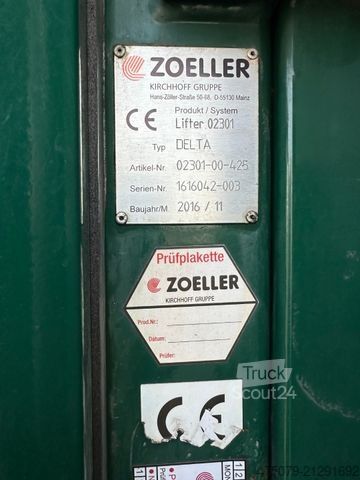 ZOELLER
KIRCHHOFF GRUPPE
Hans-Zöller-Straße 50-68, D-55130 Mainz
Produkt / System
CE Lifter 02301
Typ DELTA
Artikel-Nr. 02301-00-425
Serien-Nr. 1616042-003
Baujahr/M. 2016 / 11
Prüfplakette
ZOELLER
KIRCHHOFF GRUPPE
Prod.Nr.:
Datum:
Prüfer:
Truck
Scout24
CE